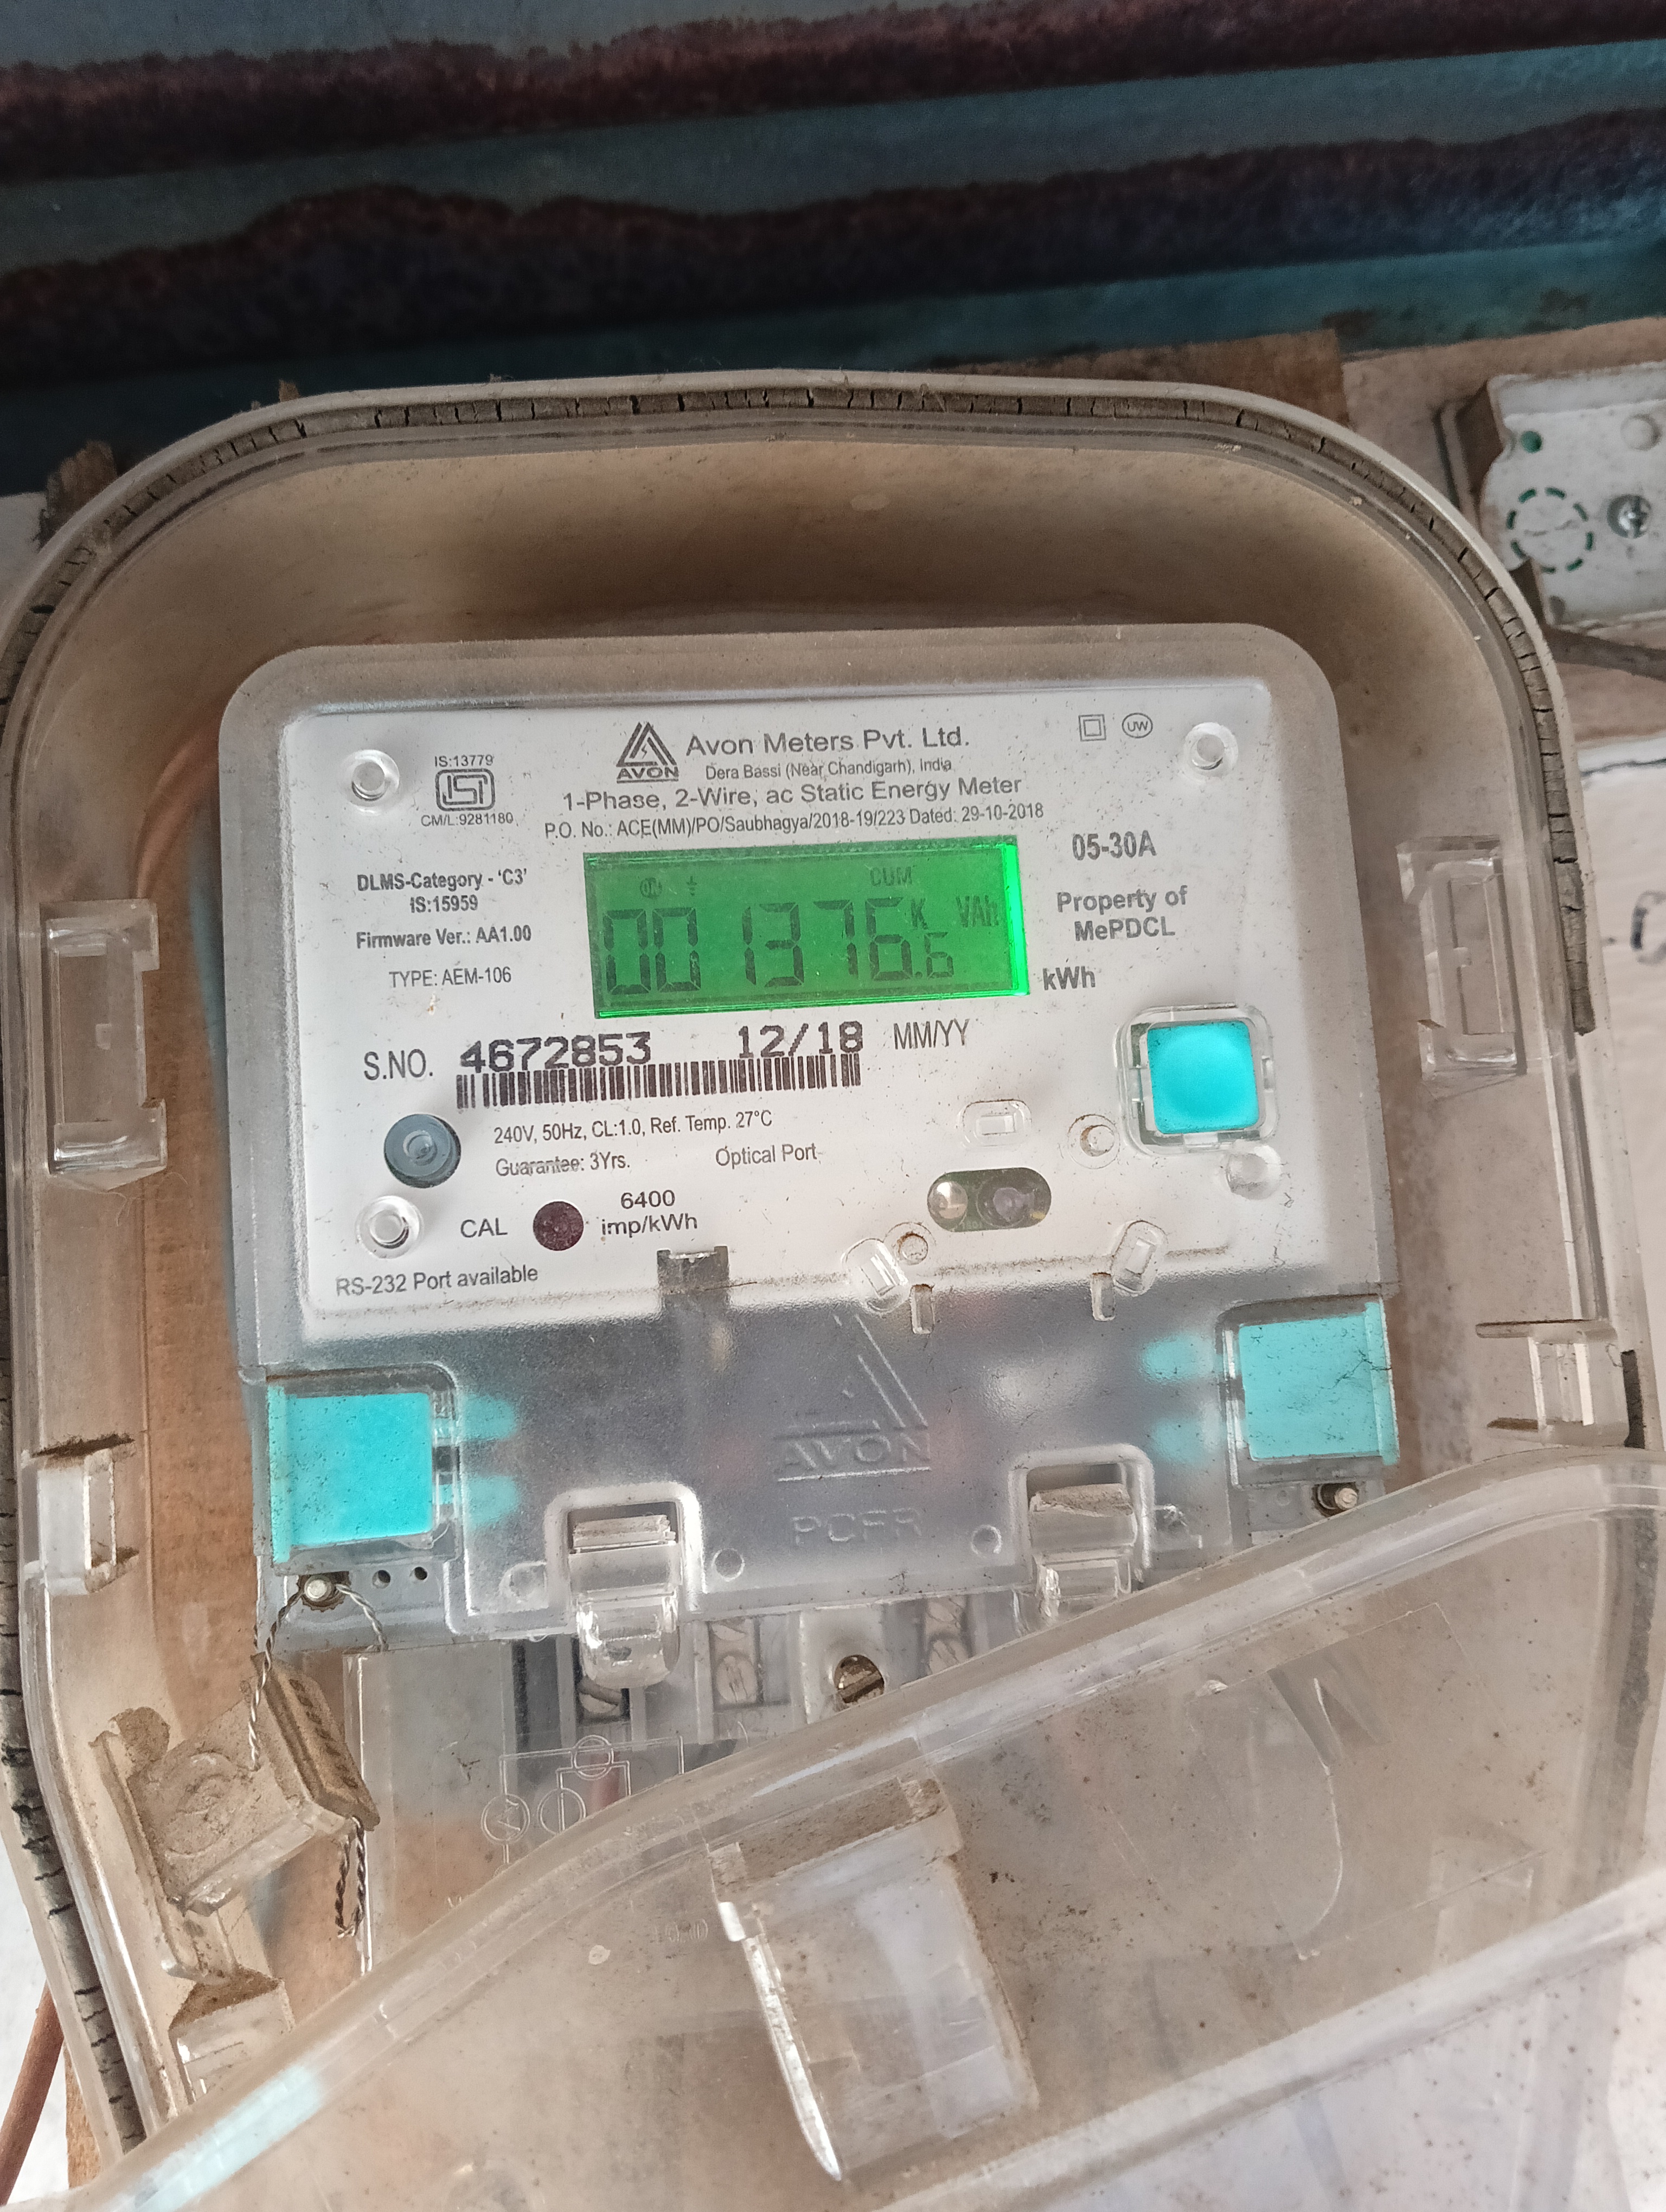 IS:13779
ISI
CM/L:9281180
AVON
Avon Meters Pvt. Ltd.
Dera Bassi (Near Chandigarh), India
1-Phase, 2-Wire, ac Static Energy Meter
P.O. No.: ACE(MM)/PO/Saubhagya/2018-19/223 Dated: 29-10-2018
UW
DLMS-Category - 'C3'
IS:15959
Firmware Ver.: AA1.00
TYPE: AEM-106
ON CUM
001376.6 K VAh
05-30A
Property of
MePDCL
kWh
S.NO. 4672853 12/18 MM/YY
240V, 50Hz, CL:1.0, Ref. Temp. 27°C
Guarantee: 3Yrs. Optical Port
CAL 6400
imp/kWh
RS-232 Port available
AVON